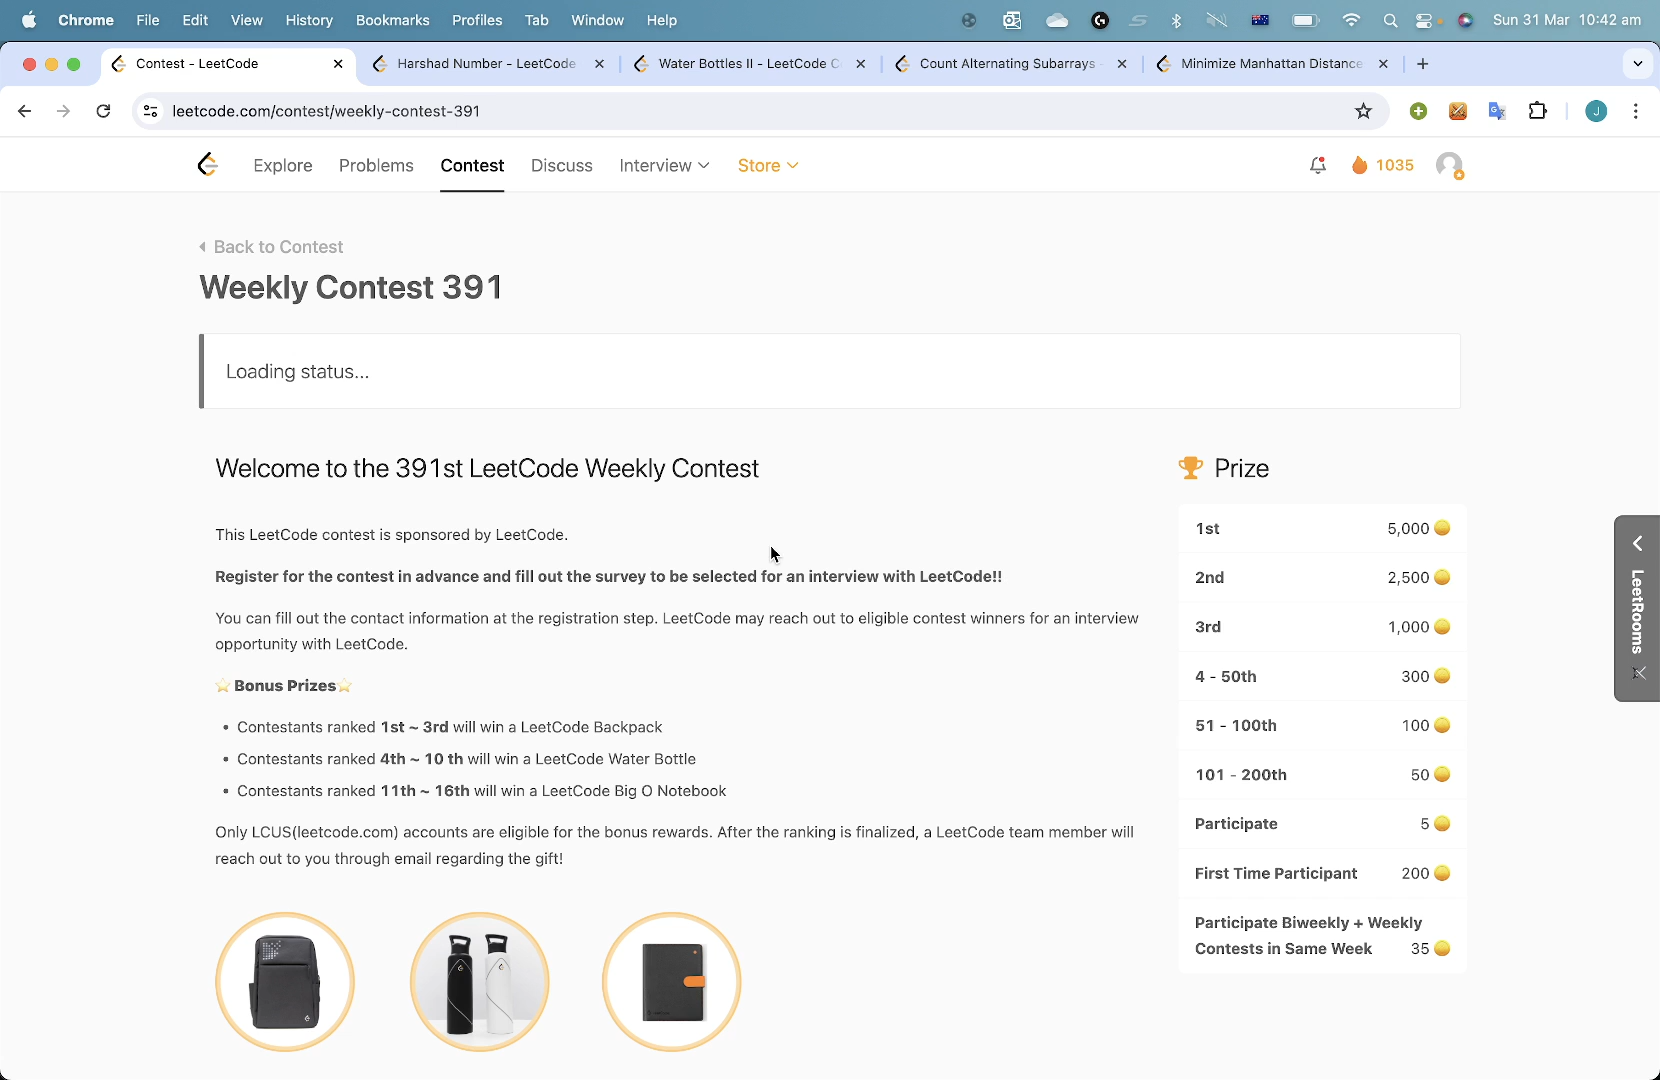 Chrome File Edit View History Bookmarks Profiles Tab Window Help Sun 31 Mar 10:42 am
Contest - LeetCode Harshad Number - LeetCode Water Bottles II - LeetCode C Count Alternating Subarrays - Minimize Manhattan Distance
leetcode.com/contest/weekly-contest-391 J
Explore Problems Contest Discuss Interview Store 1035
Back to Contest
Weekly Contest 391
Loading status...
Welcome to the 391st LeetCode Weekly Contest
This LeetCode contest is sponsored by LeetCode.
Register for the contest in advance and fill out the survey to be selected for an interview with LeetCode!!
You can fill out the contact information at the registration step. LeetCode may reach out to eligible contest winners for an interview
opportunity with LeetCode.
⭐Bonus Prizes⭐
• Contestants ranked 1st ~ 3rd will win a LeetCode Backpack
• Contestants ranked 4th ~ 10 th will win a LeetCode Water Bottle
• Contestants ranked 11th ~ 16th will win a LeetCode Big O Notebook
Only LCUS(leetcode.com) accounts are eligible for the bonus rewards. After the ranking is finalized, a LeetCode team member will
reach out to you through email regarding the gift!
Prize
1st 5,000
2nd 2,500
3rd 1,000
4 - 50th 300
51 - 100th 100
101 - 200th 50
Participate 5
First Time Participant 200
Participate Biweekly + Weekly
Contests in Same Week 35
LeetRooms